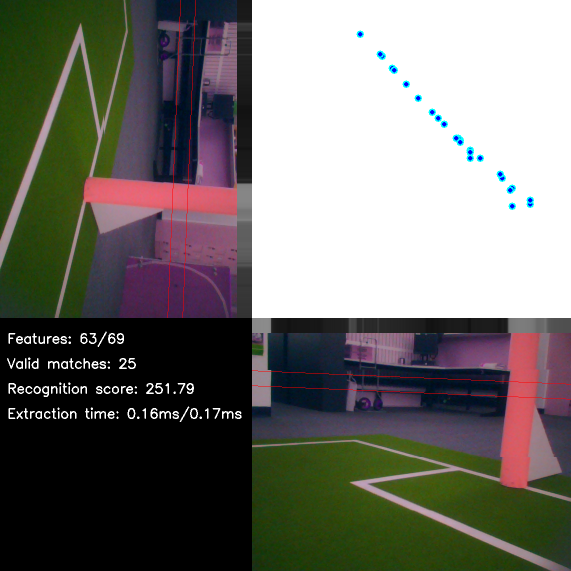 Features: 63/69
Valid matches: 25
Recognition score: 251.79
Extraction time: 0.16ms/0.17ms